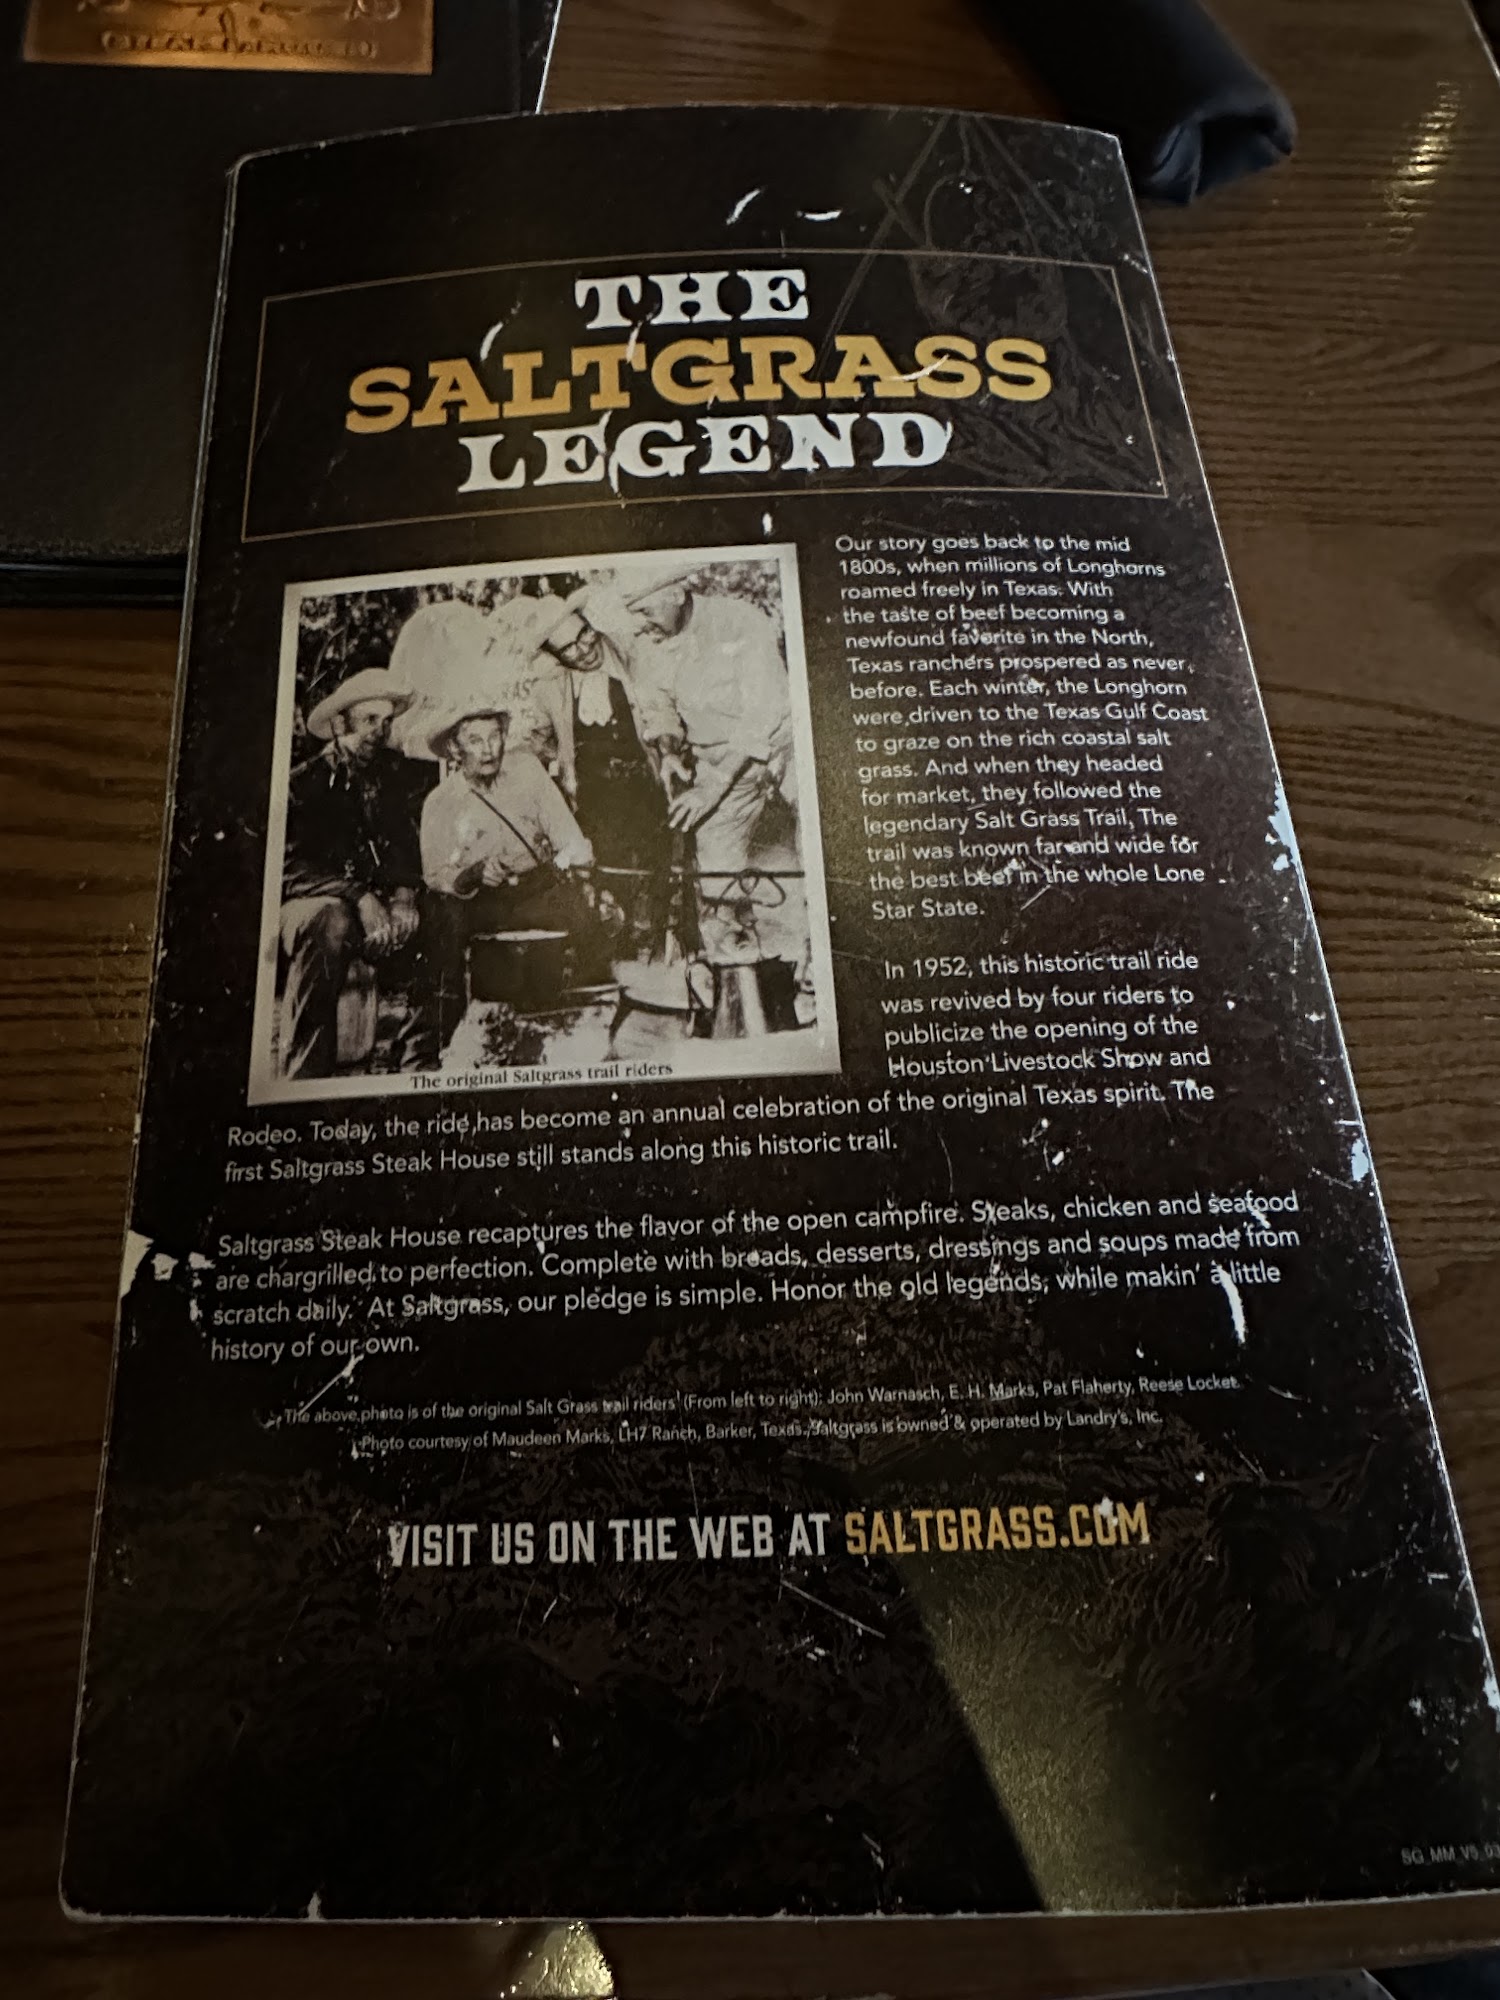 THE
SALTGRASS
LEGEND
Our story goes back to the mid
1800s, when millions of Longhorns
roamed freely in Texas. With
the taste of beef becoming a
newfound favorite in the North,
Texas ranchers prospered as never
before. Each winter, the Longhorn
were driven to the Texas Gulf Coast
to graze on the rich coastal salt
grass. And when they headed
for market, they followed the
legendary Salt Grass Trail, The
trail was known far and wide for
the best beef in the whole Lone
Star State.
In 1952, this historic trail ride
was revived by four riders to
publicize the opening of the
Houston Livestock Show and
The original Saltgrass trail riders
Rodeo. Today, the ride has become an annual celebration of the original Texas spirit. The
first Saltgrass Steak House still stands along this historic trail.
Saltgrass Steak House recaptures the flavor of the open campfire. Steaks, chicken and seafood
are chargrilled to perfection. Complete with breads, desserts, dressings and soups made from
scratch daily. At Saltgrass, our pledge is simple. Honor the old legends, while makin' a little
history of our own.
The above photo is of the original Salt Grass trail riders (From left to right): John Warnasch, E. H. Marks, Pat Flaherty, Reese Locket.
Photo courtesy of Maudeen Marks, LH7 Ranch, Barker, Texas. Saltgrass is owned & operated by Landry's, Inc.
VISIT US ON THE WEB AT SALTGRASS.COM
SG_MM_V5_03